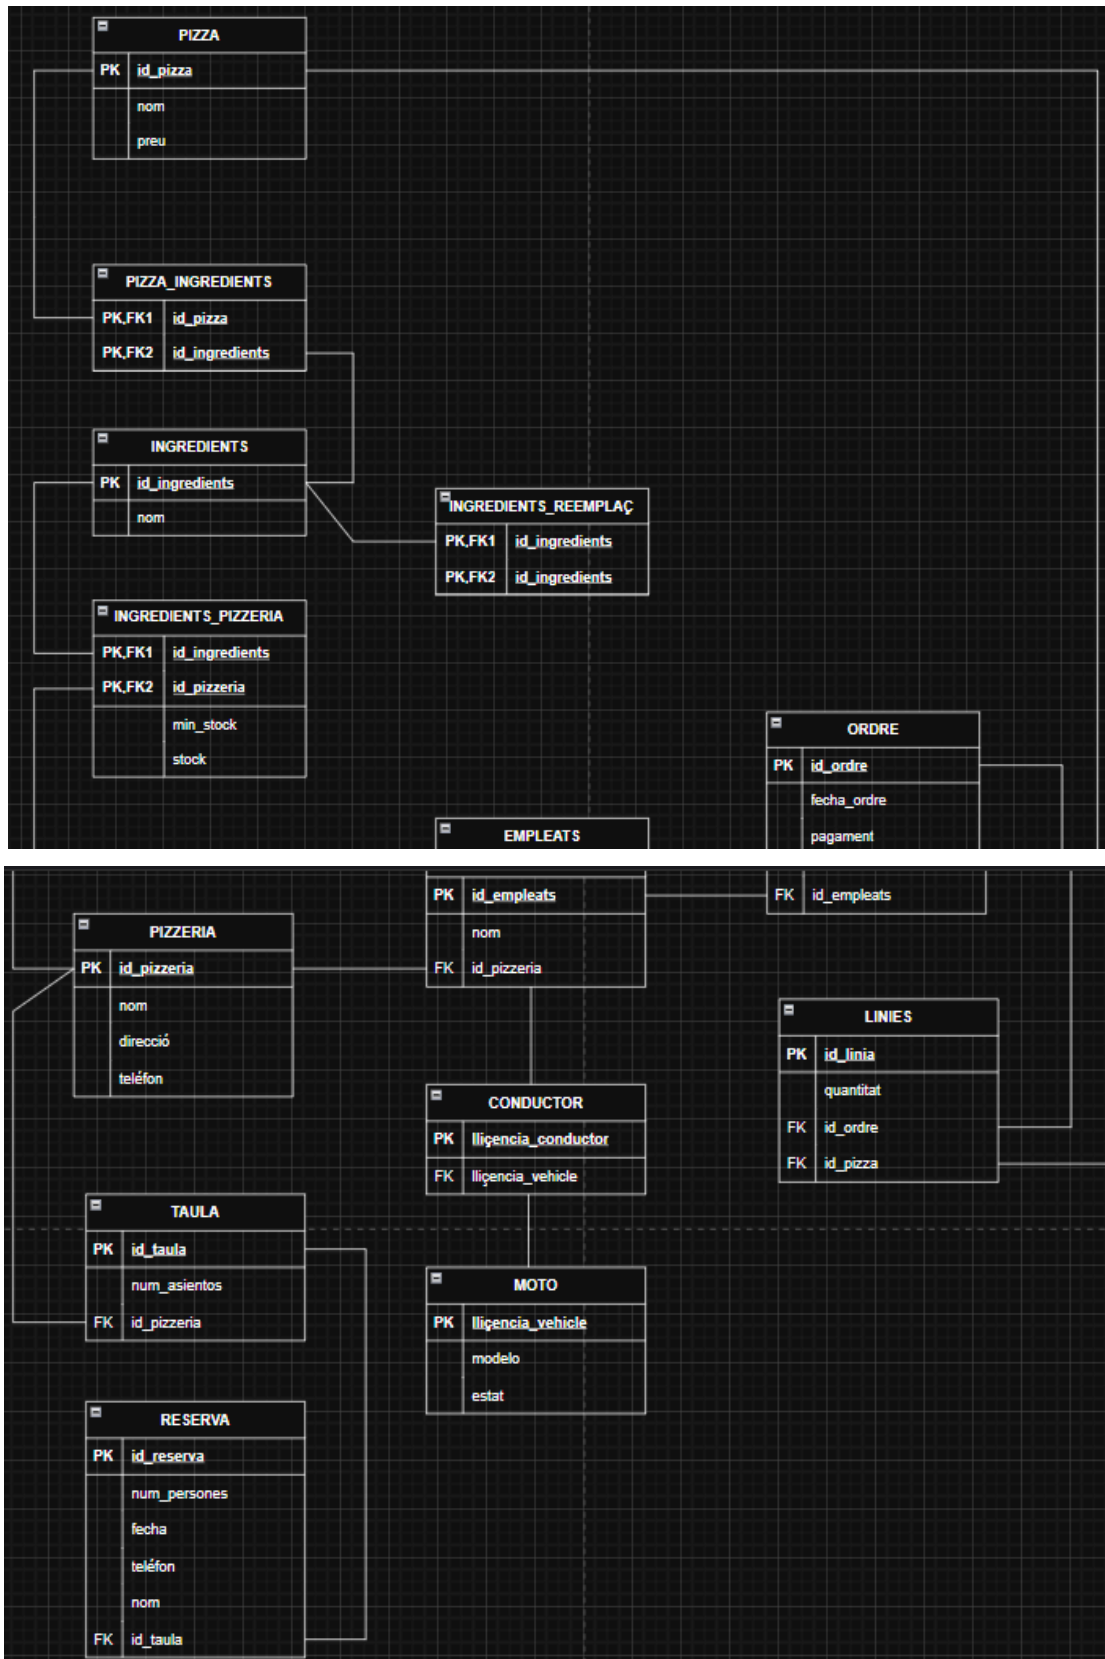 PIZZA
PK id_pizza
nom
preu
PIZZA_INGREDIENTS
PK,FK1 id_pizza
PK,FK2 id_ingredients
INGREDIENTS
PK id_ingredients
nom
INGREDIENTS_REEMPLAÇ
PK,FK1 id_ingredients
PK,FK2 id_ingredients
INGREDIENTS_PIZZERIA
PK,FK1 id_ingredients
PK,FK2 id_pizzeria
min_stock
stock
ORDRE
PK id_ordre
fecha_ordre
pagament
EMPLEATS
PK id_empleats
nom
FK id_pizzeria
FK id_empleats
PIZZERIA
PK id_pizzeria
nom
direcció
teléfon
LINIES
PK id_linia
quantitat
FK id_ordre
FK id_pizza
CONDUCTOR
PK lliçencia_conductor
FK lliçencia_vehicle
TAULA
PK id_taula
num_asientos
FK id_pizzeria
MOTO
PK lliçencia_vehicle
modelo
estat
RESERVA
PK id_reserva
num_persones
fecha
teléfon
nom
FK id_taula